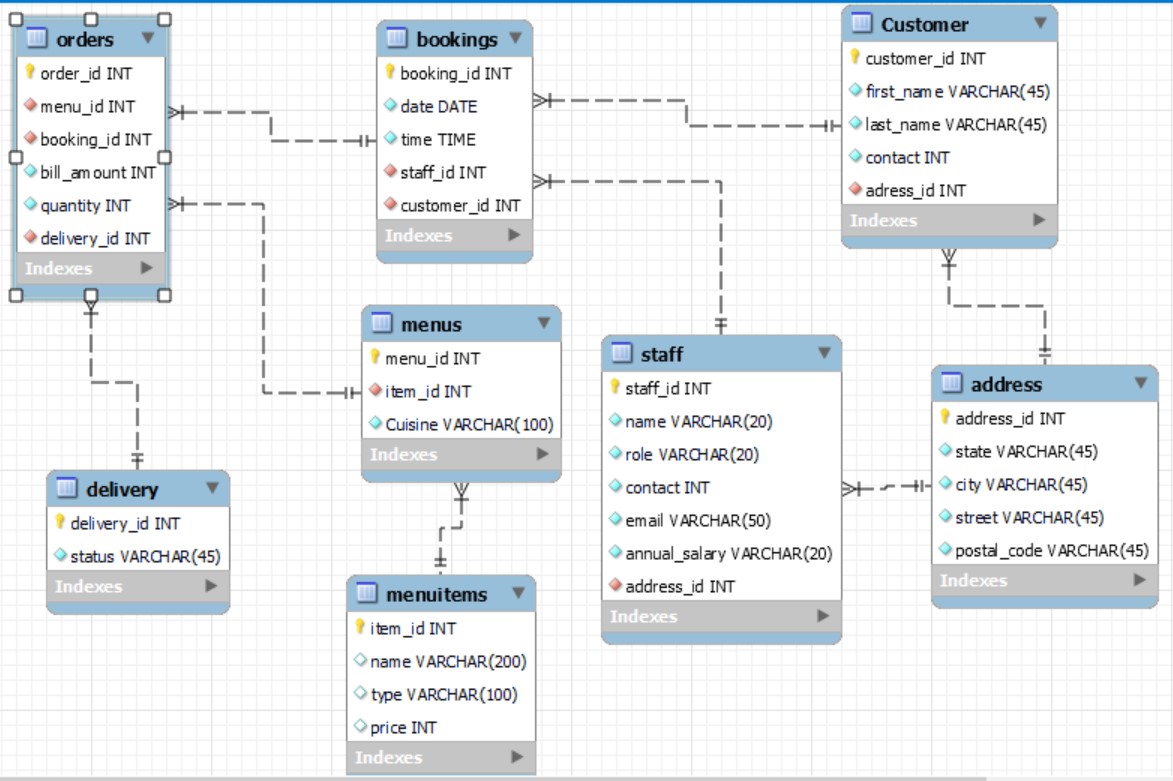 orders
order_id INT
menu_id INT
booking_id INT
bill_amount INT
quantity INT
delivery_id INT
Indexes
bookings
booking_id INT
date DATE
time TIME
staff_id INT
customer_id INT
Indexes
Customer
customer_id INT
first_name VARCHAR(45)
last_name VARCHAR(45)
contact INT
adress_id INT
Indexes
menus
menu_id INT
item_id INT
Cuisine VARCHAR(100)
Indexes
staff
staff_id INT
name VARCHAR(20)
role VARCHAR(20)
contact INT
email VARCHAR(50)
annual_salary VARCHAR(20)
address_id INT
Indexes
address
address_id INT
state VARCHAR(45)
city VARCHAR(45)
street VARCHAR(45)
postal_code VARCHAR(45)
Indexes
delivery
delivery_id INT
status VARCHAR(45)
Indexes
menuitems
item_id INT
name VARCHAR(200)
type VARCHAR(100)
price INT
Indexes